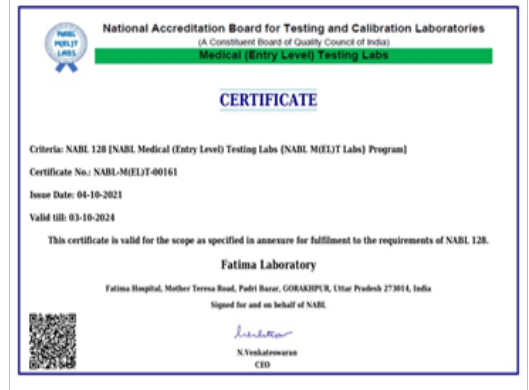 NABL
M(EL)T
LABS
National Accreditation Board for Testing and Calibration Laboratories
(A Constituent Board of Quality Council of India)
Medical (Entry Level) Testing Labs
CERTIFICATE
Criteria: NABL 128 [NABL Medical (Entry Level) Testing Labs {NABL M(EL)T Labs} Program]
Certificate No.: NABL-M(EL)T-00161
Issue Date: 04-10-2021
Valid till: 03-10-2024
This certificate is valid for the scope as specified in annexure for fulfilment to the requirements of NABL 128.
Fatima Laboratory
Fatima Hospital, Mother Teresa Road, Padri Bazar, GORAKHPUR, Uttar Pradesh 273014, India
Signed for and on behalf of NABL
N.Venkateswaran
CEO